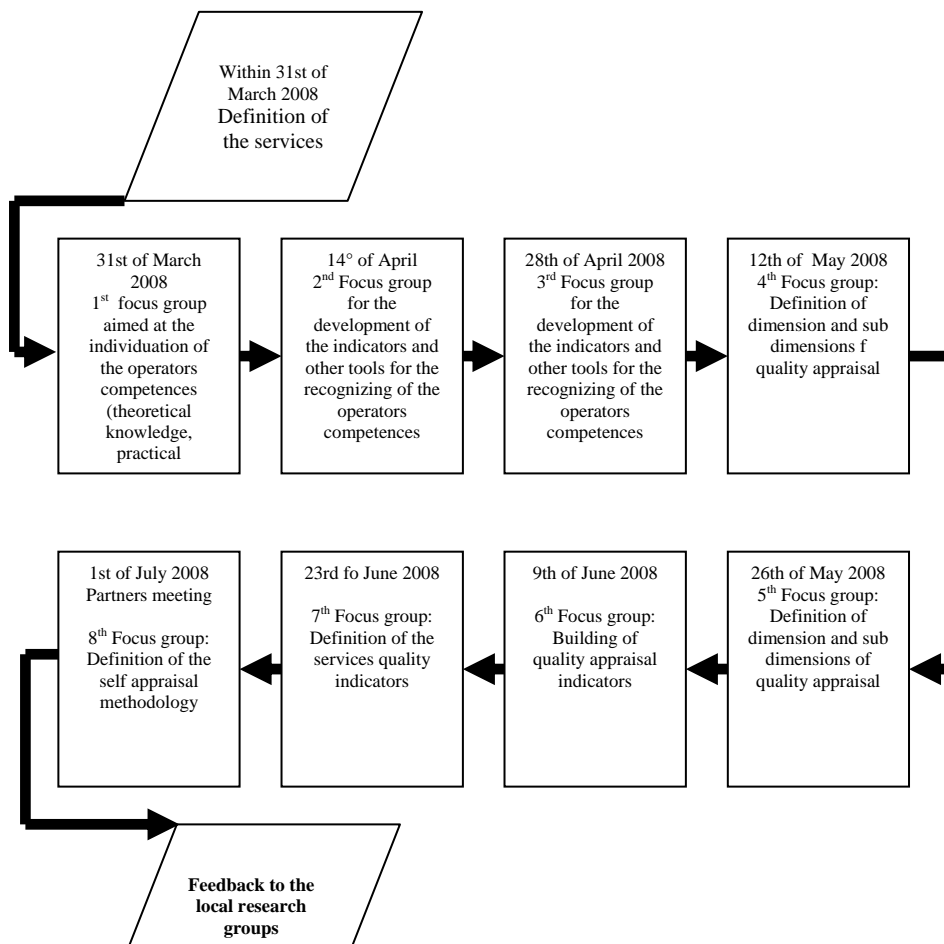 Within 31st of
March 2008
Definition of
the services
31st of March
2008
1st focus group
aimed at the
individuation of
the operators
competences
(theoretical
knowledge,
practical
14° of April
2nd Focus group
for the
development of
the indicators and
other tools for the
recognizing of the
operators
competences
28th of April 2008
3rd Focus group
for the
development of
the indicators and
other tools for the
recognizing of the
operators
competences
12th of May 2008
4th Focus group:
Definition of
dimension and sub
dimensions f
quality appraisal
26th of May 2008
5th Focus group:
Definition of
dimension and sub
dimensions of
quality appraisal
9th of June 2008
6th Focus group:
Building of
quality appraisal
indicators
23rd fo June 2008
7th Focus group:
Definition of the
services quality
indicators
1st of July 2008
Partners meeting
8th Focus group:
Definition of the
self appraisal
methodology
Feedback to the
local research
groups